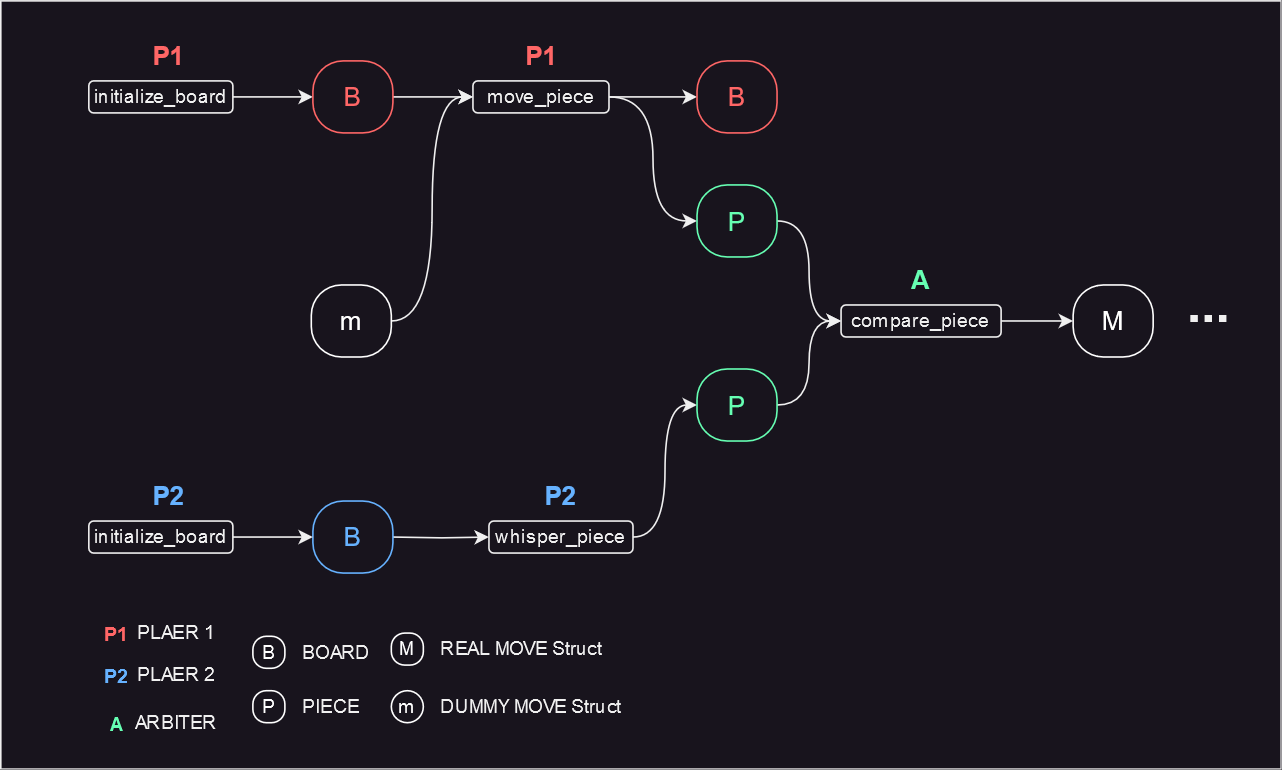 P1
P1
initialize_board
B
move_piece
B
P
A
m
compare_piece
M
...
P
P2
P2
initialize_board
B
whisper_piece
P1 PLAER 1
B BOARD
M REAL MOVE Struct
P2 PLAER 2
P PIECE
m DUMMY MOVE Struct
A ARBITER